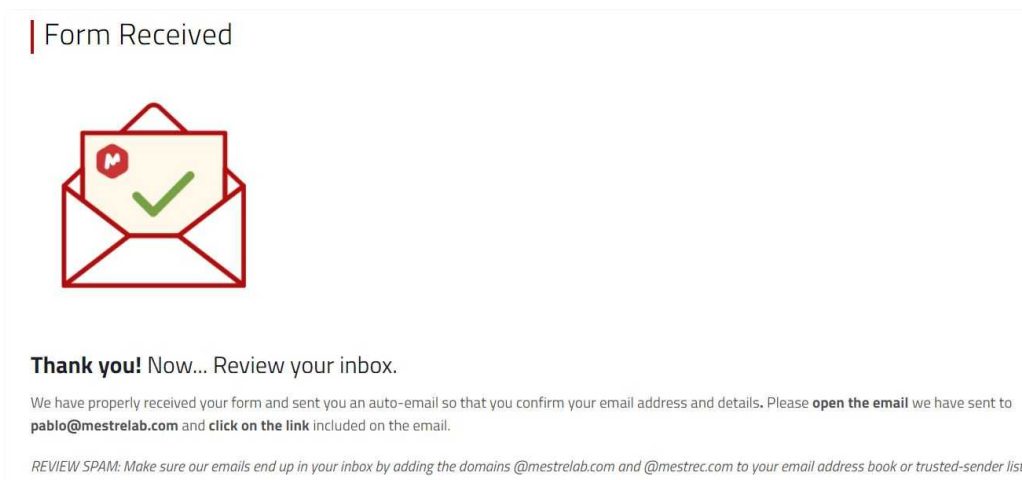 Form Received
M
Thank you! Now... Review your inbox.
We have properly received your form and sent you an auto-email so that you confirm your email address and details. Please open the email we have sent to
pablo@mestrelab.com and click on the link included on the email.
REVIEW SPAM: Make sure our emails end up in your inbox by adding the domains @mestrelab.com and @mestrec.com to your email address book or trusted-sender list